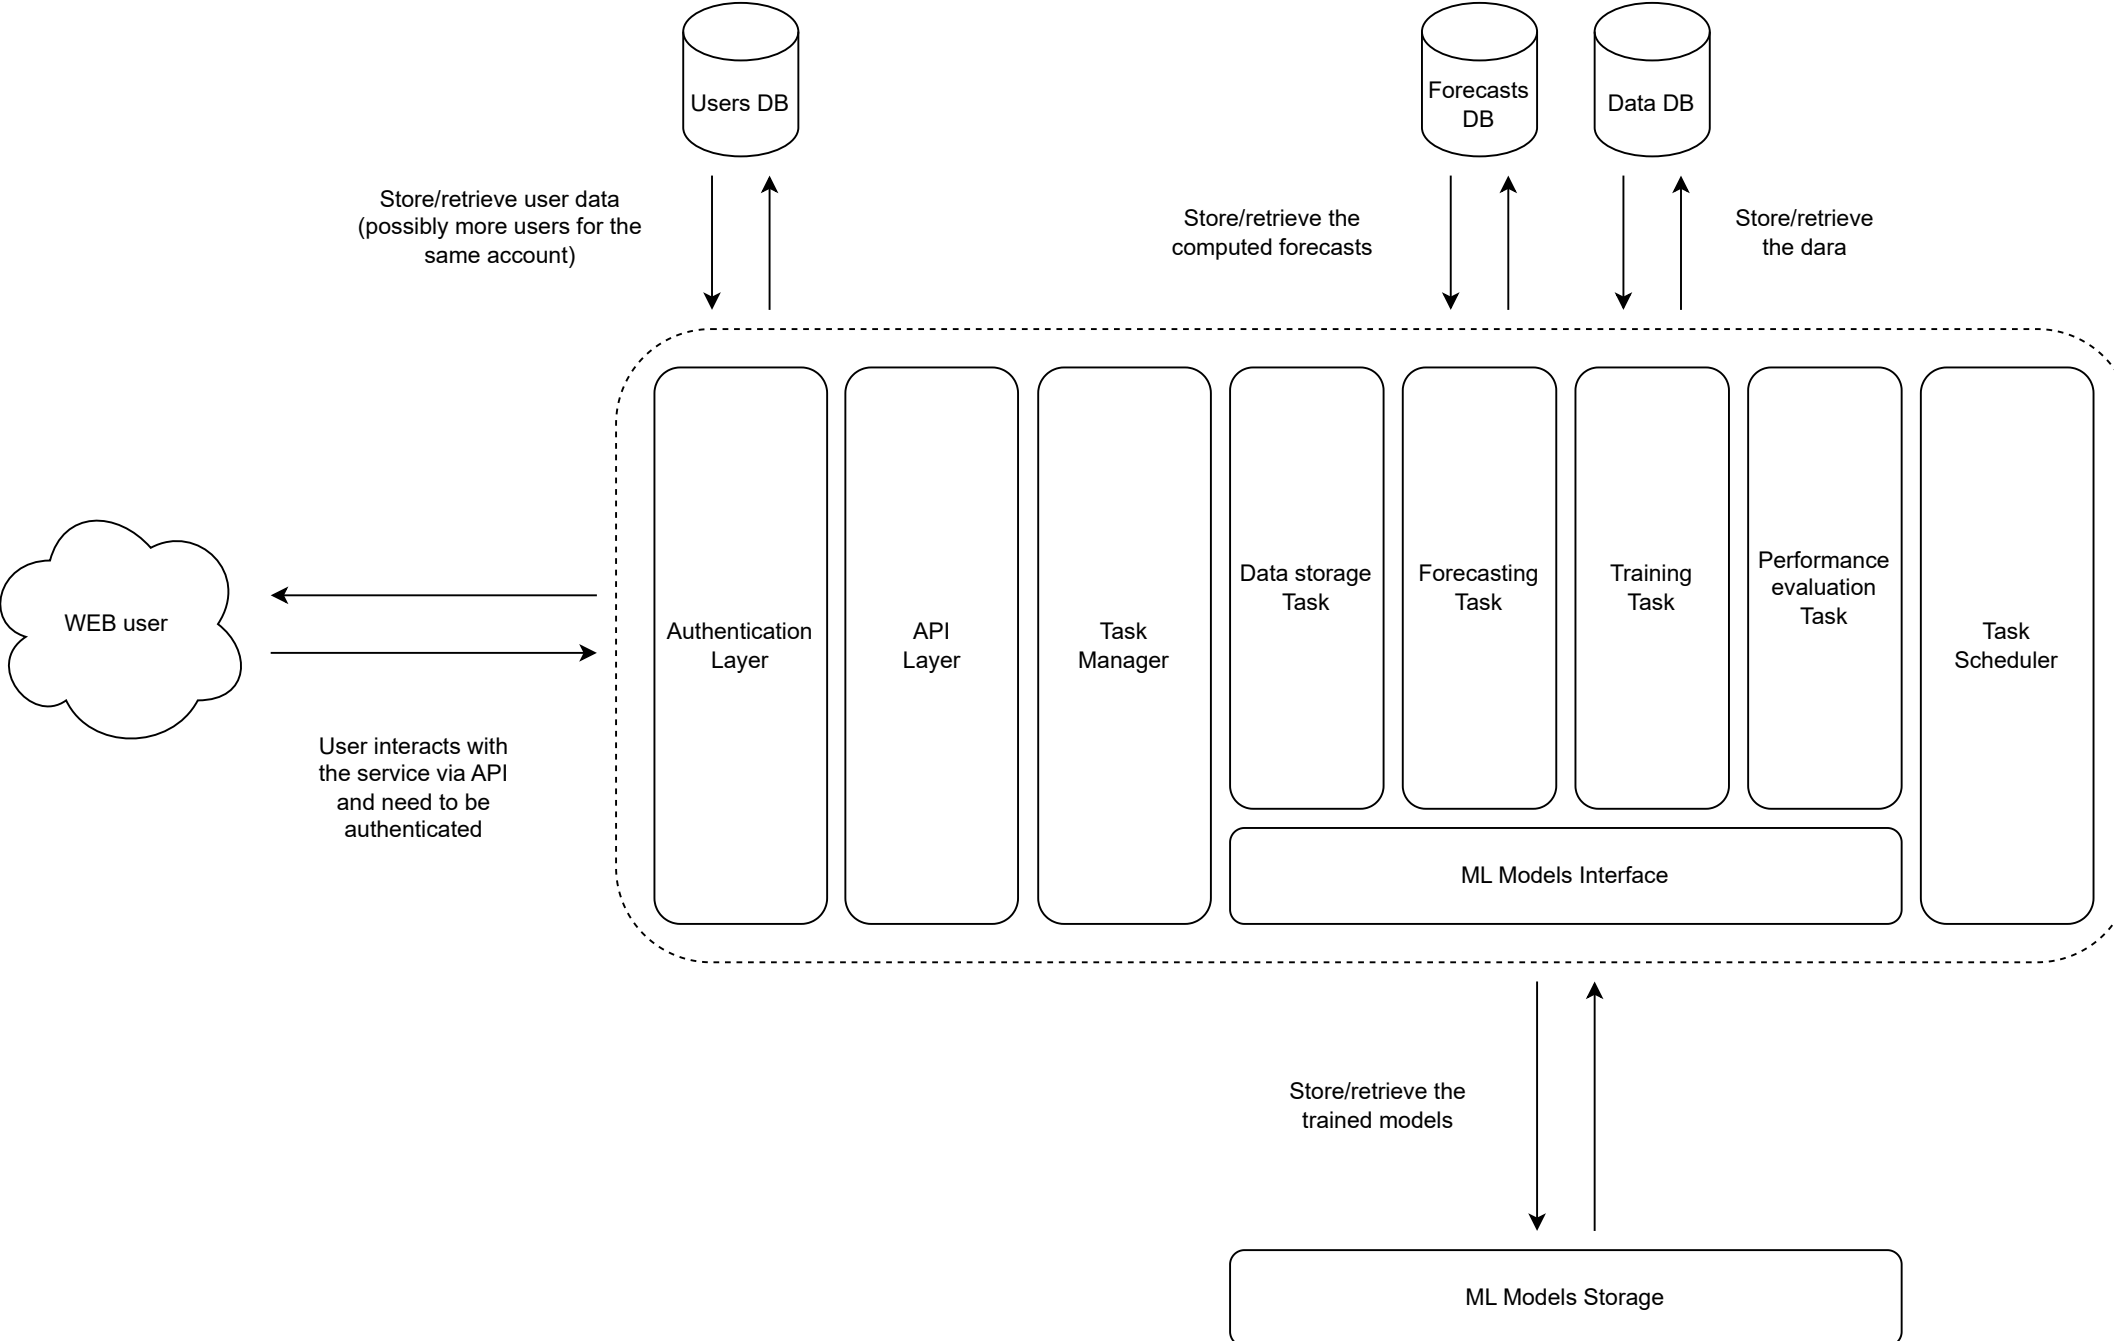 Users DB
Forecasts
DB
Data DB
Store/retrieve user data
(possibly more users for the
same account)
Store/retrieve the
computed forecasts
Store/retrieve
the dara
WEB user
User interacts with
the service via API
and need to be
authenticated
Authentication
Layer
API
Layer
Task
Manager
Data storage
Task
Forecasting
Task
Training
Task
Performance
evaluation
Task
Task
Scheduler
ML Models Interface
Store/retrieve the
trained models
ML Models Storage